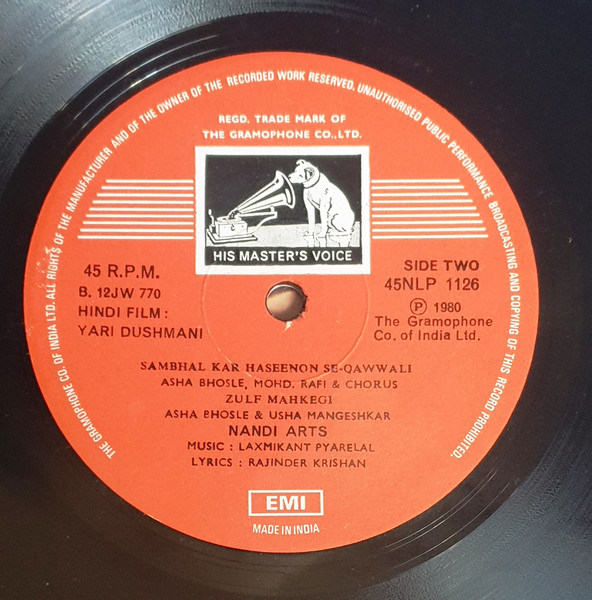 THE GRAMOPHONE CO. OF INDIA LTD. ALL RIGHTS OF THE MANUFACTURER AND OF THE OWNER OF THE RECORDED WORK RESERVED. UNAUTHORISED PUBLIC PERFORMANCE BROADCASTING AND COPYING OF THIS RECORD PROHIBITED.
REGD. TRADE MARK OF
THE GRAMOPHONE CO.,LTD.
HIS MASTER'S VOICE
45 R.P.M.
B. 12JW 770
HINDI FILM :
YARI DUSHMANI
SIDE TWO
45NLP 1126
Ⓟ 1980
The Gramophone
Co. of India Ltd.
SAMBHAL KAR HASEENON SE-QAWWALI
ASHA BHOSLE, MOHD. RAFI & CHORUS
ZULF MAHKEGI
ASHA BHOSLE & USHA MANGESHKAR
NANDI ARTS
MUSIC : LAXMIKANT PYARELAL
LYRICS : RAJINDER KRISHAN
EMI
MADE IN INDIA